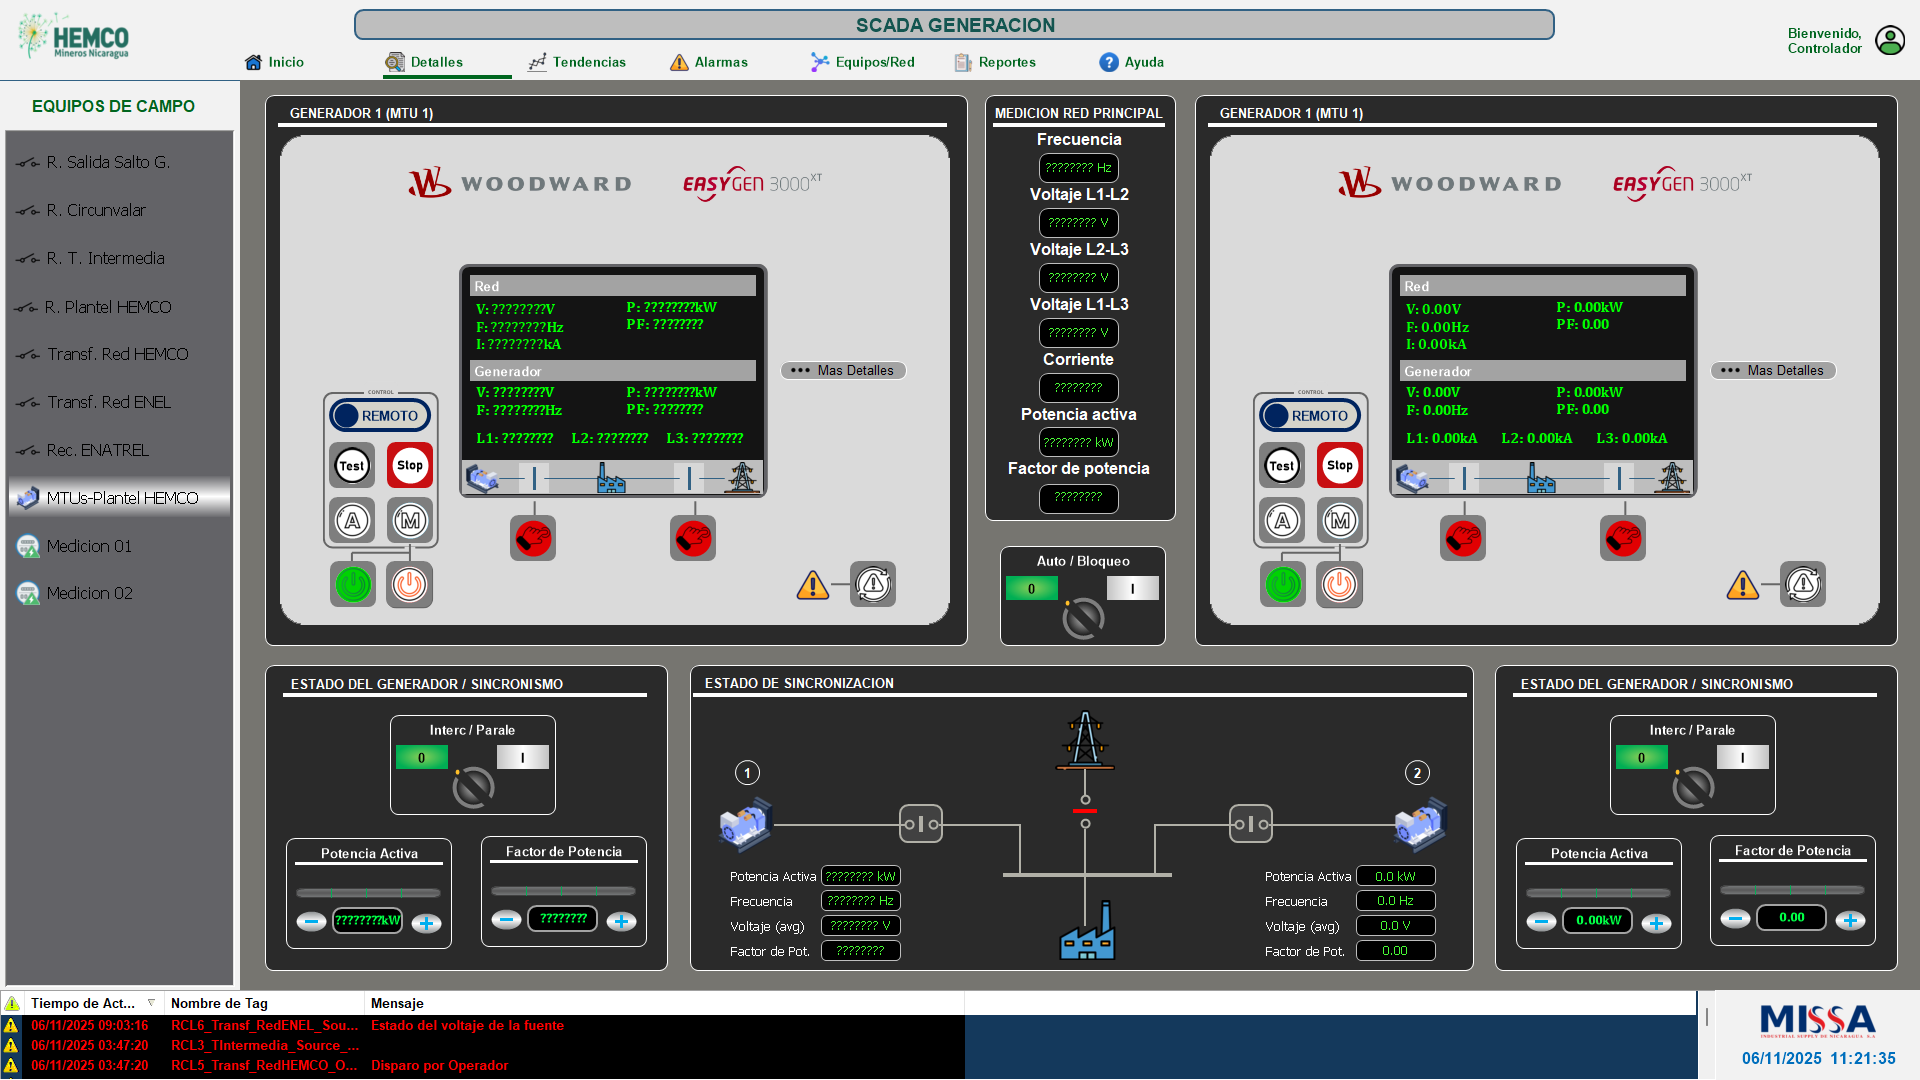 HEMCO
Mineros Nicaragua
SCADA GENERACION
Bienvenido,
Controlador
Inicio
Detalles
Tendencias
Alarmas
Equipos/Red
Reportes
Ayuda
EQUIPOS DE CAMPO
R. Salida Salto G.
R. Circunvalar
R. T. Intermedia
R. Plantel HEMCO
Transf. Red HEMCO
Transf. Red ENEL
Rec. ENATREL
MTUs-Plantel HEMCO
Medicion 01
Medicion 02
GENERADOR 1 (MTU 1)
WOODWARD
EASYGEN 3000XT
Red
V: ????????V
P: ????????kW
F: ????????Hz
PF: ????????
I: ????????kA
Generador
V: ????????V
P: ????????kW
F: ????????Hz
PF: ????????
L1: ????????
L2: ????????
L3: ????????
Mas Detalles
CONTROL
REMOTO
Test
Stop
A
M
MEDICION RED PRINCIPAL
Frecuencia
???????? Hz
Voltaje L1-L2
???????? V
Voltaje L2-L3
???????? V
Voltaje L1-L3
???????? V
Corriente
????????
Potencia activa
???????? kW
Factor de potencia
????????
Auto / Bloqueo
0
I
GENERADOR 1 (MTU 1)
WOODWARD
EASYGEN 3000XT
Red
V: 0.00V
P: 0.00kW
F: 0.00Hz
PF: 0.00
I: 0.00kA
Generador
V: 0.00V
P: 0.00kW
F: 0.00Hz
PF: 0.00
L1: 0.00kA
L2: 0.00kA
L3: 0.00kA
Mas Detalles
CONTROL
REMOTO
Test
Stop
A
M
ESTADO DEL GENERADOR / SINCRONISMO
Interc / Parale
0
I
Potencia Activa
????????kW
Factor de Potencia
????????
ESTADO DE SINCRONIZACION
1
2
Potencia Activa ???????? kW
Frecuencia ???????? Hz
Voltaje (avg) ???????? V
Factor de Pot. ????????
Potencia Activa 0.0 kW
Frecuencia 0.0 Hz
Voltaje (avg) 0.0 V
Factor de Pot. 0.00
ESTADO DEL GENERADOR / SINCRONISMO
Interc / Parale
0
I
Potencia Activa
0.00kW
Factor de Potencia
0.00
Tiempo de Act... Nombre de Tag Mensaje
06/11/2025 09:03:16 RCL6_Transf_RedENEL_Sou... Estado del voltaje de la fuente
06/11/2025 03:47:20 RCL3_TIntermedia_Source_...
06/11/2025 03:47:20 RCL5_Transf_RedHEMCO_O... Disparo por Operador
MISSA
INDUSTRIAL SUPPLY DE NICARAGUA S.A
06/11/2025 11:21:35